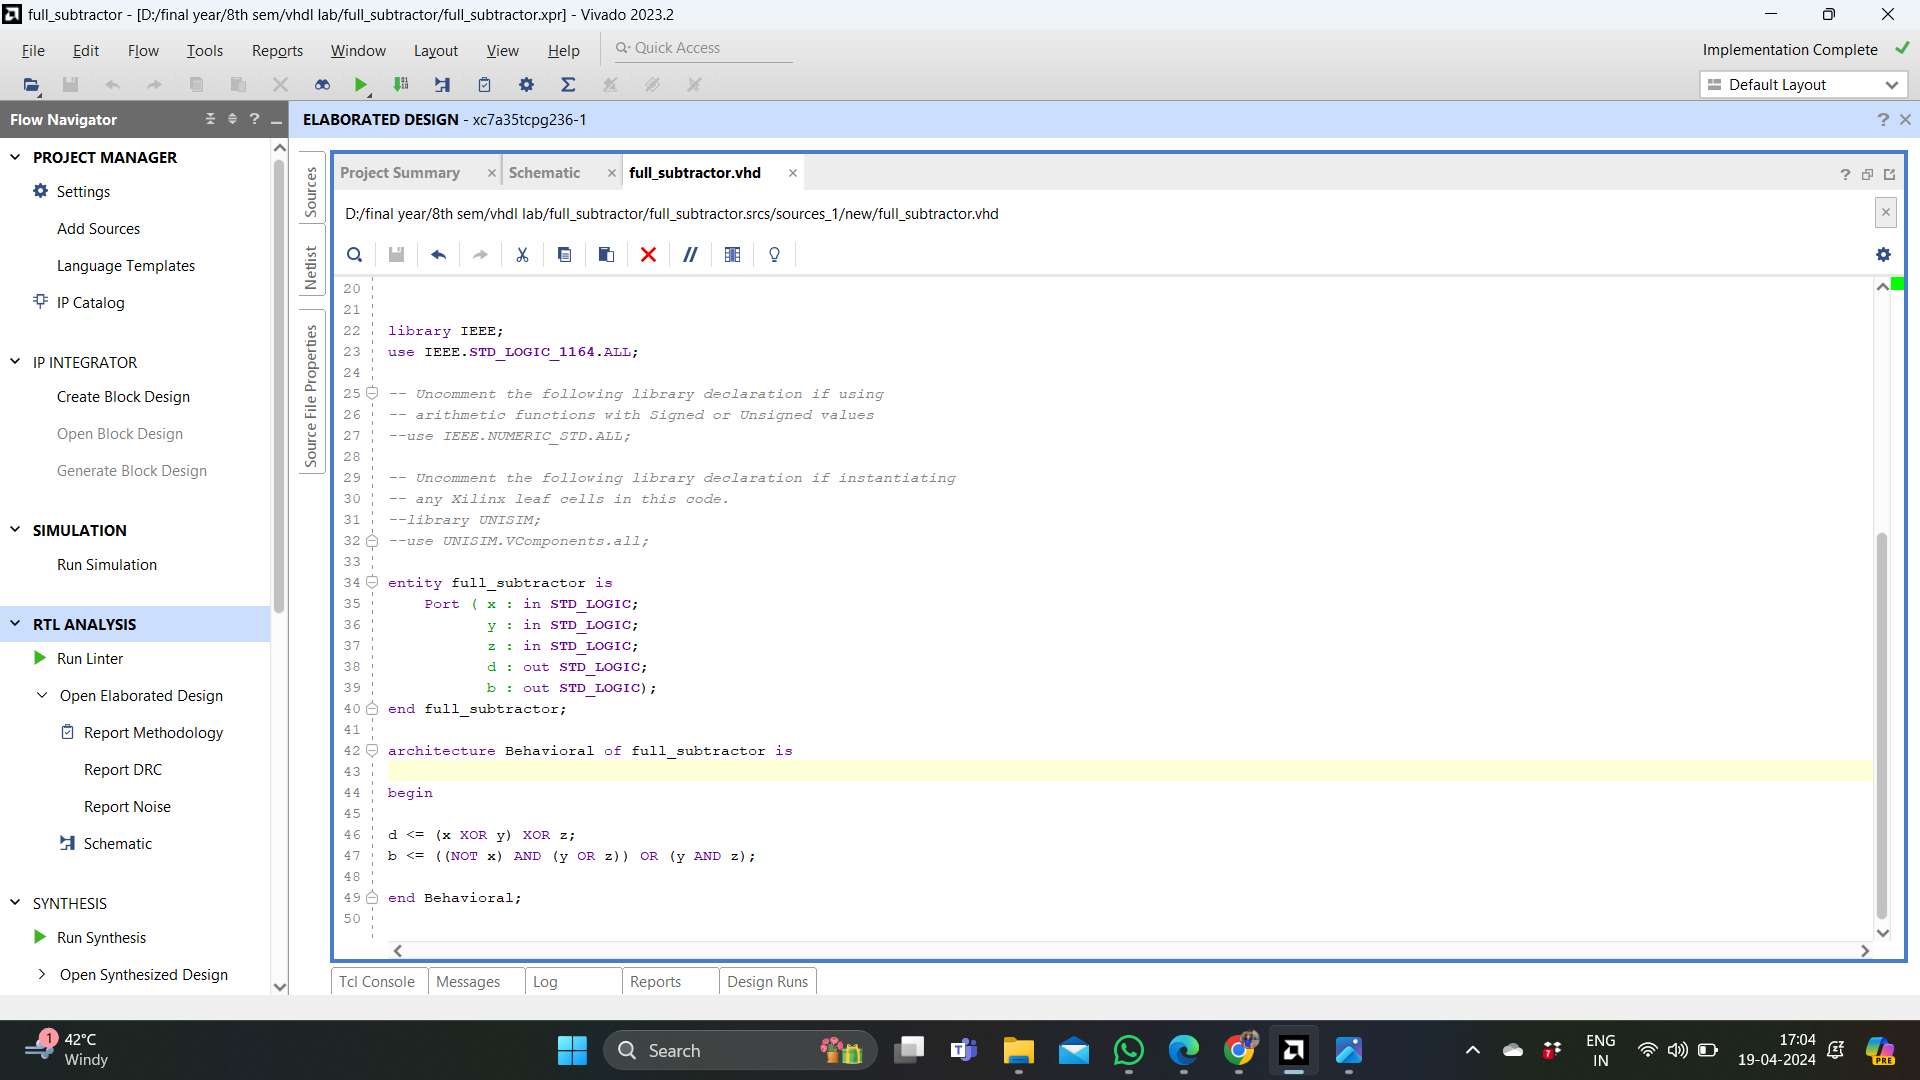 full_subtractor - [D:/final year/8th sem/vhdl lab/full_subtractor/full_subtractor.xpr] - Vivado 2023.2
File Edit Flow Tools Reports Window Layout View Help Quick Access
Implementation Complete
Default Layout
Flow Navigator
ELABORATED DESIGN - xc7a35tcpg236-1
PROJECT MANAGER
Settings
Add Sources
Language Templates
IP Catalog
IP INTEGRATOR
Create Block Design
Open Block Design
Generate Block Design
SIMULATION
Run Simulation
RTL ANALYSIS
Run Linter
Open Elaborated Design
Report Methodology
Report DRC
Report Noise
Schematic
SYNTHESIS
Run Synthesis
Open Synthesized Design
Sources
Netlist
Source File Properties
Project Summary Schematic full_subtractor.vhd
D:/final year/8th sem/vhdl lab/full_subtractor/full_subtractor.srcs/sources_1/new/full_subtractor.vhd
20
21
22 library IEEE;
23 use IEEE.STD_LOGIC_1164.ALL;
24
25 -- Uncomment the following library declaration if using
26 -- arithmetic functions with Signed or Unsigned values
27 --use IEEE.NUMERIC_STD.ALL;
28
29 -- Uncomment the following library declaration if instantiating
30 -- any Xilinx leaf cells in this code.
31 --library UNISIM;
32 --use UNISIM.VComponents.all;
33
34 entity full_subtractor is
35 Port ( x : in STD_LOGIC;
36 y : in STD_LOGIC;
37 z : in STD_LOGIC;
38 d : out STD_LOGIC;
39 b : out STD_LOGIC);
40 end full_subtractor;
41
42 architecture Behavioral of full_subtractor is
43
44 begin
45
46 d <= (x XOR y) XOR z;
47 b <= ((NOT x) AND (y OR z)) OR (y AND z);
48
49 end Behavioral;
50
Tcl Console Messages Log Reports Design Runs
1
42°C
Windy
Search
7
ENG
IN
17:04
19-04-2024
PRE